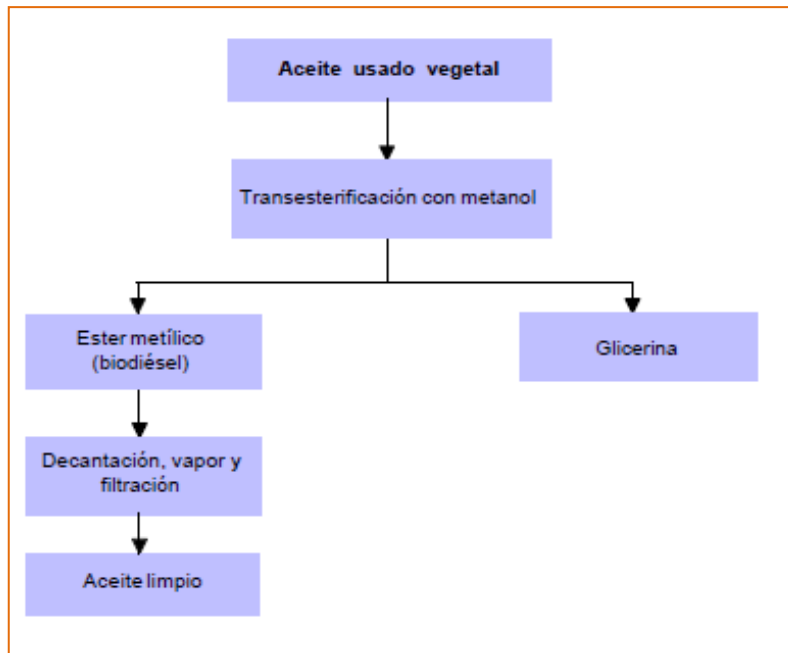 Aceite usado vegetal
Transesterificación con metanol
Ester metílico
(biodiésel)
Glicerina
Decantación, vapor y
filtración
Aceite limpio